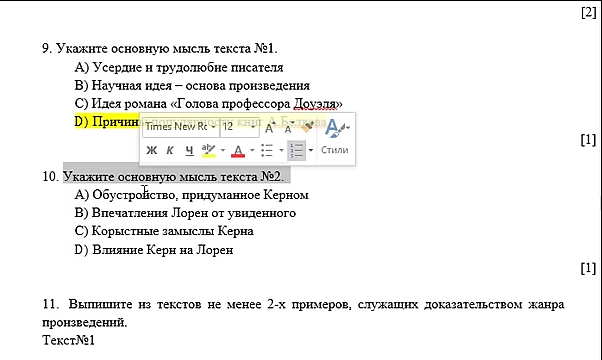 [2]
9. Укажите основную мысль текста №1.
A) Усердие и трудолюбие писателя
B) Научная идея – основа произведения
C) Идея романа «Голова профессора Доуэля»
D) Причин
Times New Rc 12
Ж К Ч Стили
[1]
10. Укажите основную мысль текста №2.
A) Обустройство, придуманное Керном
B) Впечатления Лорен от увиденного
C) Корыстные замыслы Керна
D) Влияние Керн на Лорен
[1]
11. Выпишите из текстов не менее 2-х примеров, служащих доказательством жанра
произведений.
Текст№1